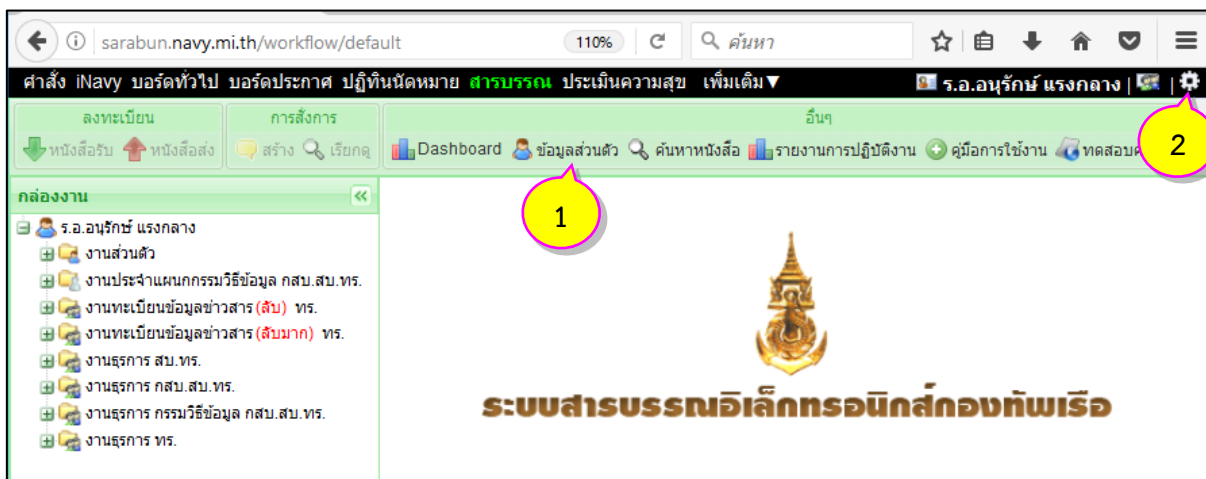 sarabun.navy.mi.th/workflow/default 110% ค้นหา
คำสั่ง iNavy บอร์ดทั่วไป บอร์ดประกาศ ปฏิทินนัดหมาย สารบรรณ ประเมินความสุข เพิ่มเติม▼ ร.อ.อนุรักษ์ แรงกลาง | |
ลงทะเบียน การสั่งการ อื่นๆ
หนังสือรับ หนังสือส่ง สร้าง เรียกดู Dashboard ข้อมูลส่วนตัว ค้นหาหนังสือ รายงานการปฏิบัติงาน คู่มือการใช้งาน ทดสอบ
2
กล่องงาน
1
ร.อ.อนุรักษ์ แรงกลาง
งานส่วนตัว
งานประจำแผนกกรรมวิธีข้อมูล กสบ.สบ.ทร.
งานทะเบียนข้อมูลข่าวสาร(ลับ) ทร.
งานทะเบียนข้อมูลข่าวสาร(ลับมาก) ทร.
งานธุรการ สบ.ทร.
งานธุรการ กสบ.สบ.ทร.
งานธุรการ กรรมวิธีข้อมูล กสบ.สบ.ทร.
งานธุรการ ทร.
ระบบสารบรรณอิเล็กทรอนิกส์กองทัพเรือ